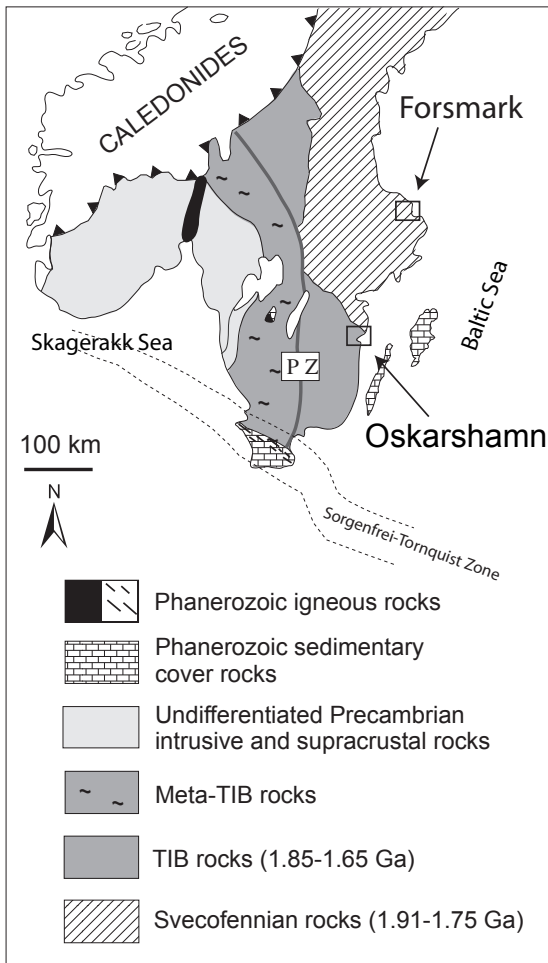 CALEDONIDES
Forsmark
Baltic Sea
Skagerakk Sea
P Z
Oskarshamn
100 km
N
Sorgenfrei-Tornquist Zone
Phanerozoic igneous rocks
Phanerozoic sedimentary
cover rocks
Undifferentiated Precambrian
intrusive and supracrustal rocks
Meta-TIB rocks
TIB rocks (1.85-1.65 Ga)
Svecofennian rocks (1.91-1.75 Ga)